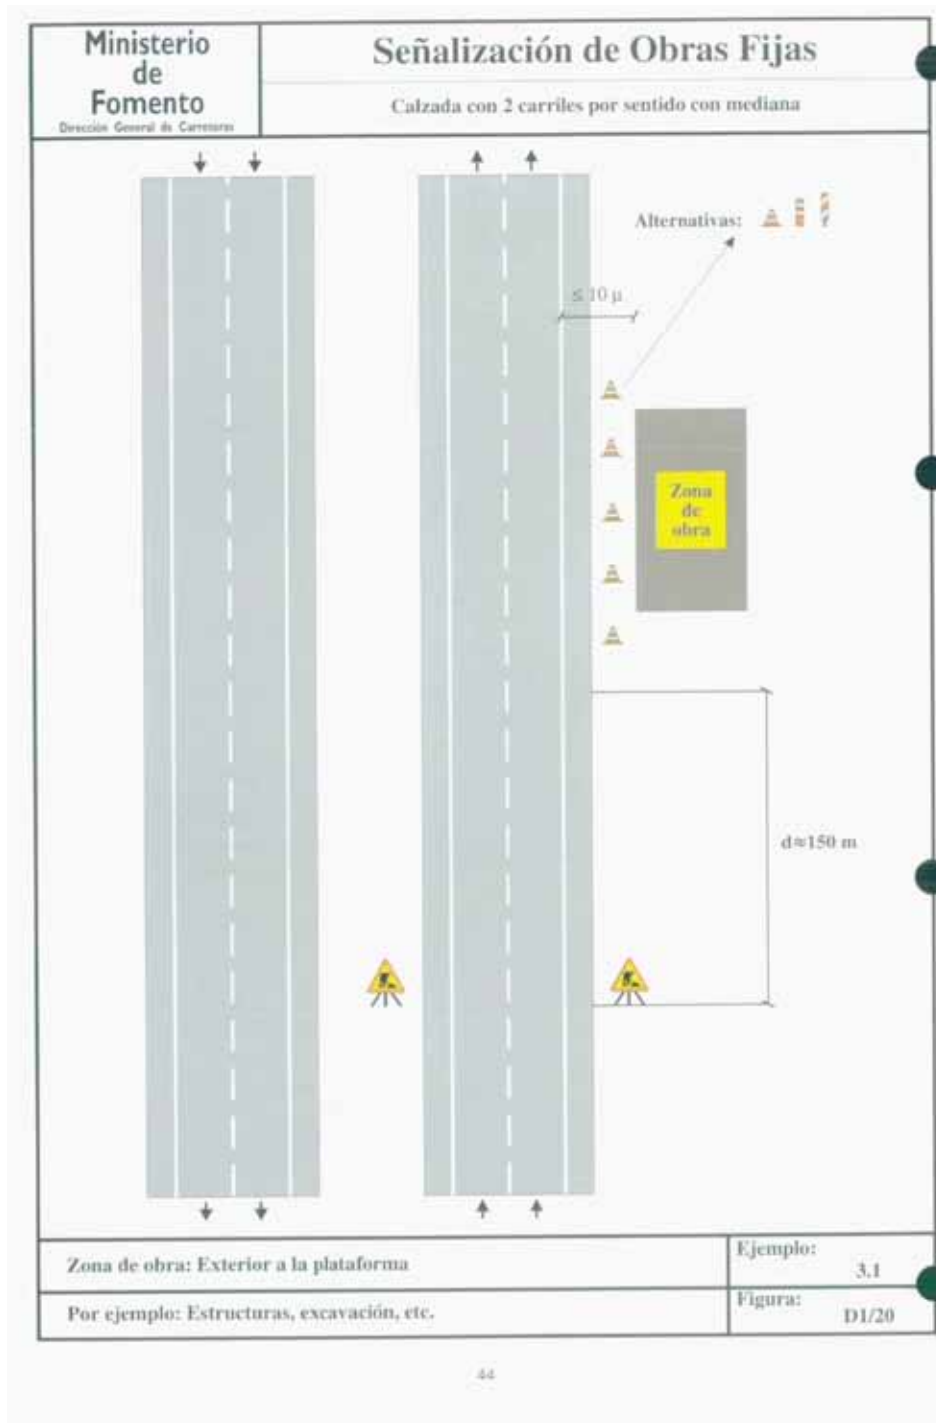 Ministerio
de
Fomento
Dirección General de Carreteras
Señalización de Obras Fijas
Calzada con 2 carriles por sentido con mediana
Alternativas:
≤ 10 μ
Zona
de
obra
d≈150 m
Zona de obra: Exterior a la plataforma
Ejemplo:
3.1
Por ejemplo: Estructuras, excavación, etc.
Figura:
D1/20
44